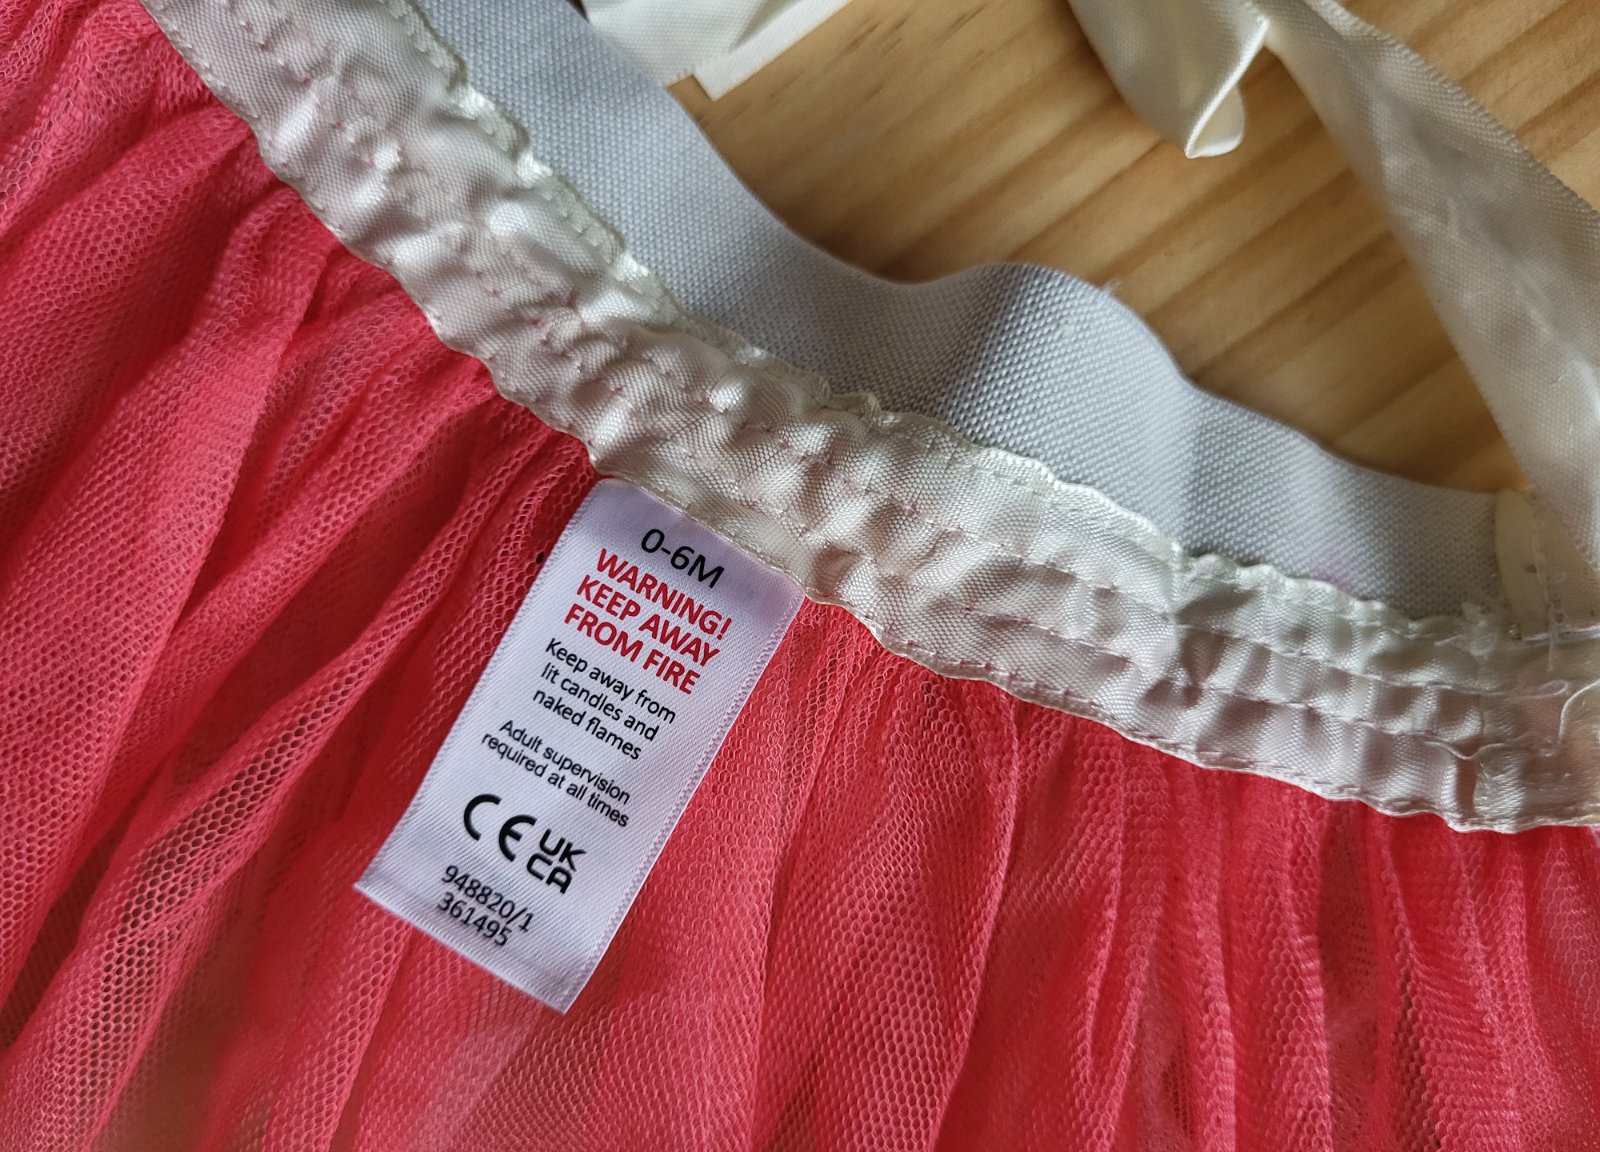 0-6M
WARNING!
KEEP AWAY
FROM FIRE
Keep away from
lit candles and
naked flames
Adult supervision
required at all times
CE UK
CA
948820/1
361495